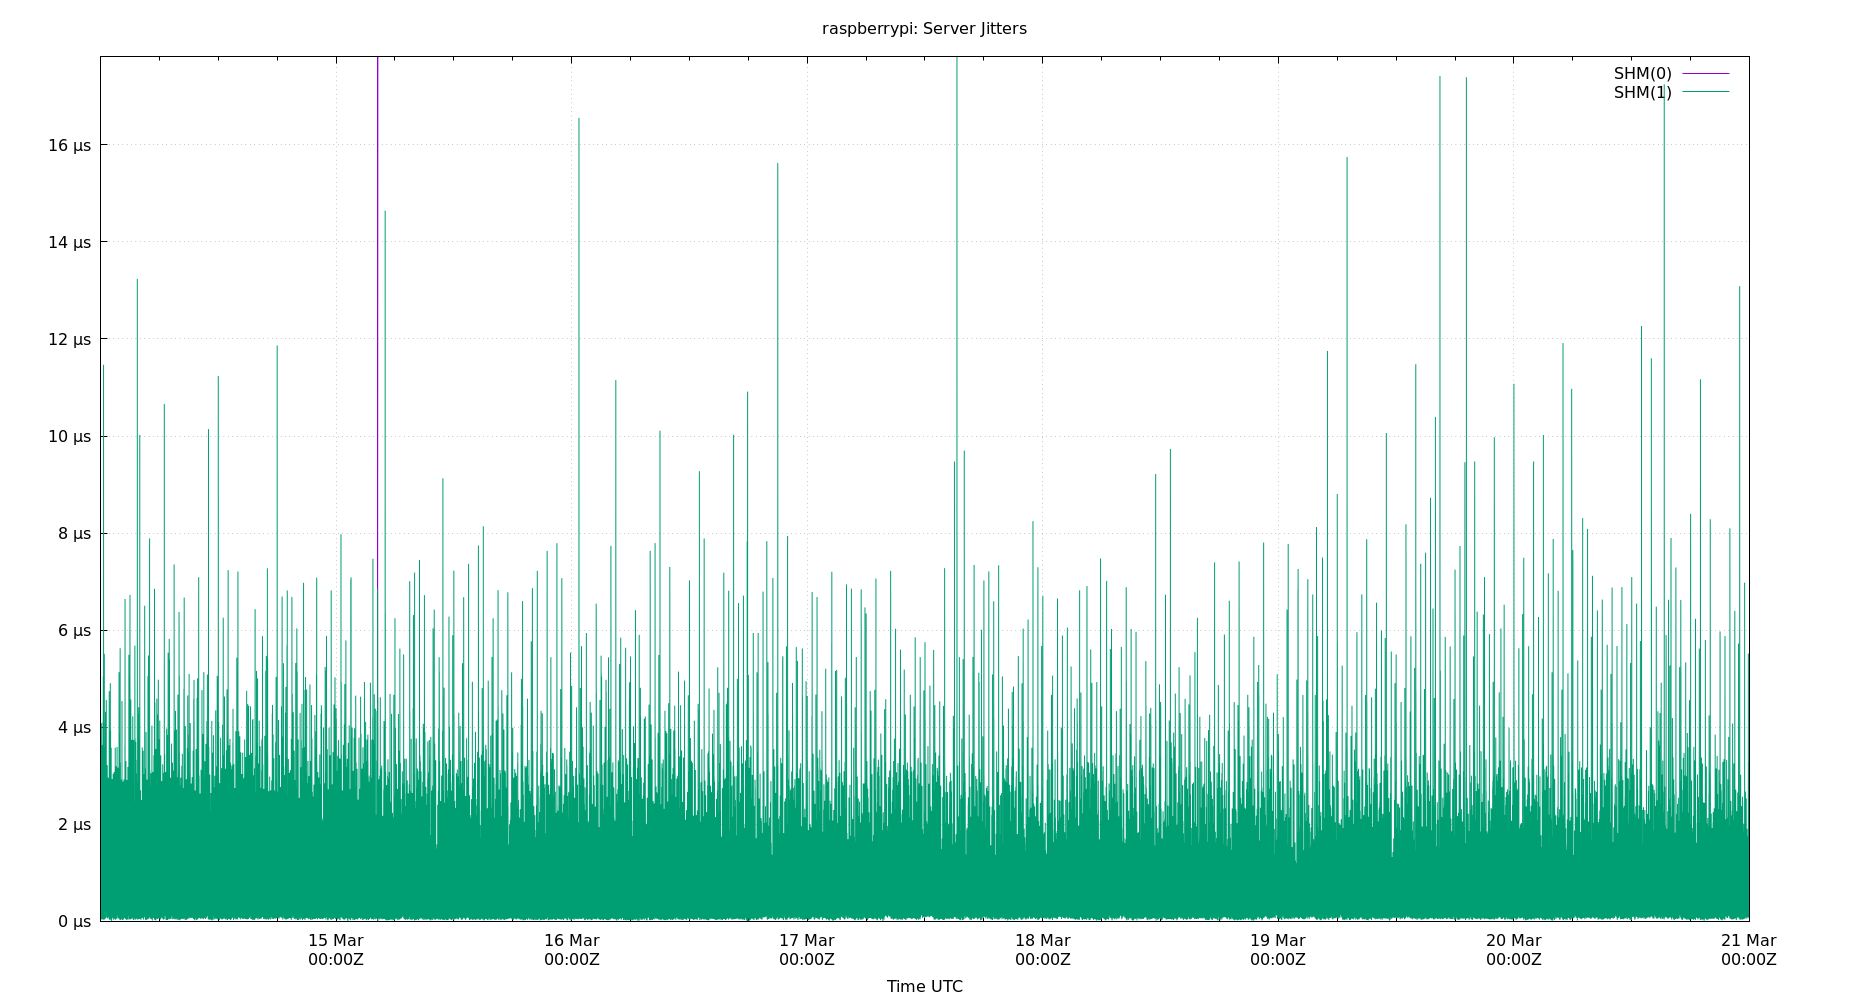 raspberrypi: Server Jitters
SHM(0)
SHM(1)
16 µs
14 µs
12 µs
10 µs
8 µs
6 µs
4 µs
2 µs
0 µs
15 Mar 16 Mar 17 Mar 18 Mar 19 Mar 20 Mar 21 Mar
00:00Z 00:00Z 00:00Z 00:00Z 00:00Z 00:00Z 00:00Z
Time UTC